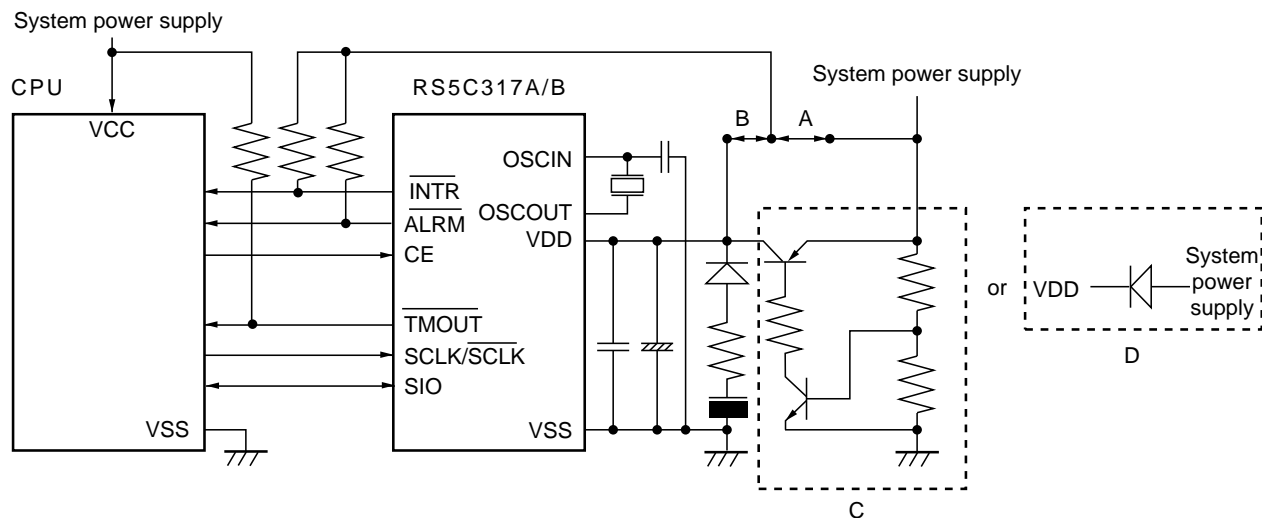 System power supply
CPU
RS5C317A/B
System power supply
B
A
VCC
OSCIN
INTR
OSCOUT
ALRM
VDD
CE
TMOUT
SCLK/SCLK
SIO
VSS
VSS
or
VDD
System
power
supply
D
C